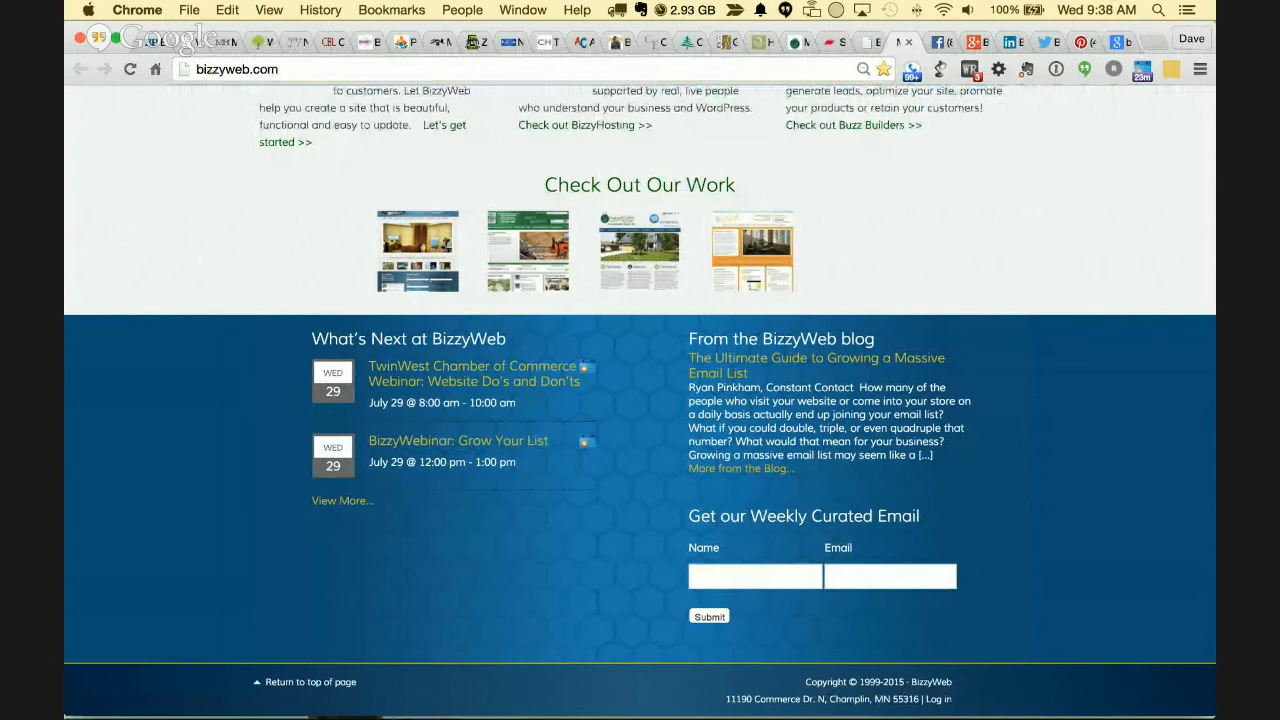 Chrome File Edit View History Bookmarks People Window Help 2.93 GB 100% Wed 9:38 AM
Google
Dave
bizzyweb.com
99+
3
23m
to customers. Let BizzyWeb
help you create a site that is beautiful,
functional and easy to update. Let's get
started >>
supported by real, live people
who understand your business and WordPress.
Check out BizzyHosting >>
generate leads, optimize your site, promote
your products or retain your customers!
Check out Buzz Builders >>
Check Out Our Work
What's Next at BizzyWeb
WED
29
TwinWest Chamber of Commerce
Webinar: Website Do's and Don'ts
July 29 @ 8:00 am - 10:00 am
WED
29
BizzyWebinar: Grow Your List
July 29 @ 12:00 pm - 1:00 pm
View More...
From the BizzyWeb blog
The Ultimate Guide to Growing a Massive
Email List
Ryan Pinkham, Constant Contact How many of the
people who visit your website or come into your store on
a daily basis actually end up joining your email list?
What if you could double, triple, or even quadruple that
number? What would that mean for your business?
Growing a massive email list may seem like a [...]
More from the Blog...
Get our Weekly Curated Email
Name Email
Submit
Return to top of page
Copyright © 1999-2015 · BizzyWeb
11190 Commerce Dr. N, Champlin, MN 55316 | Log in